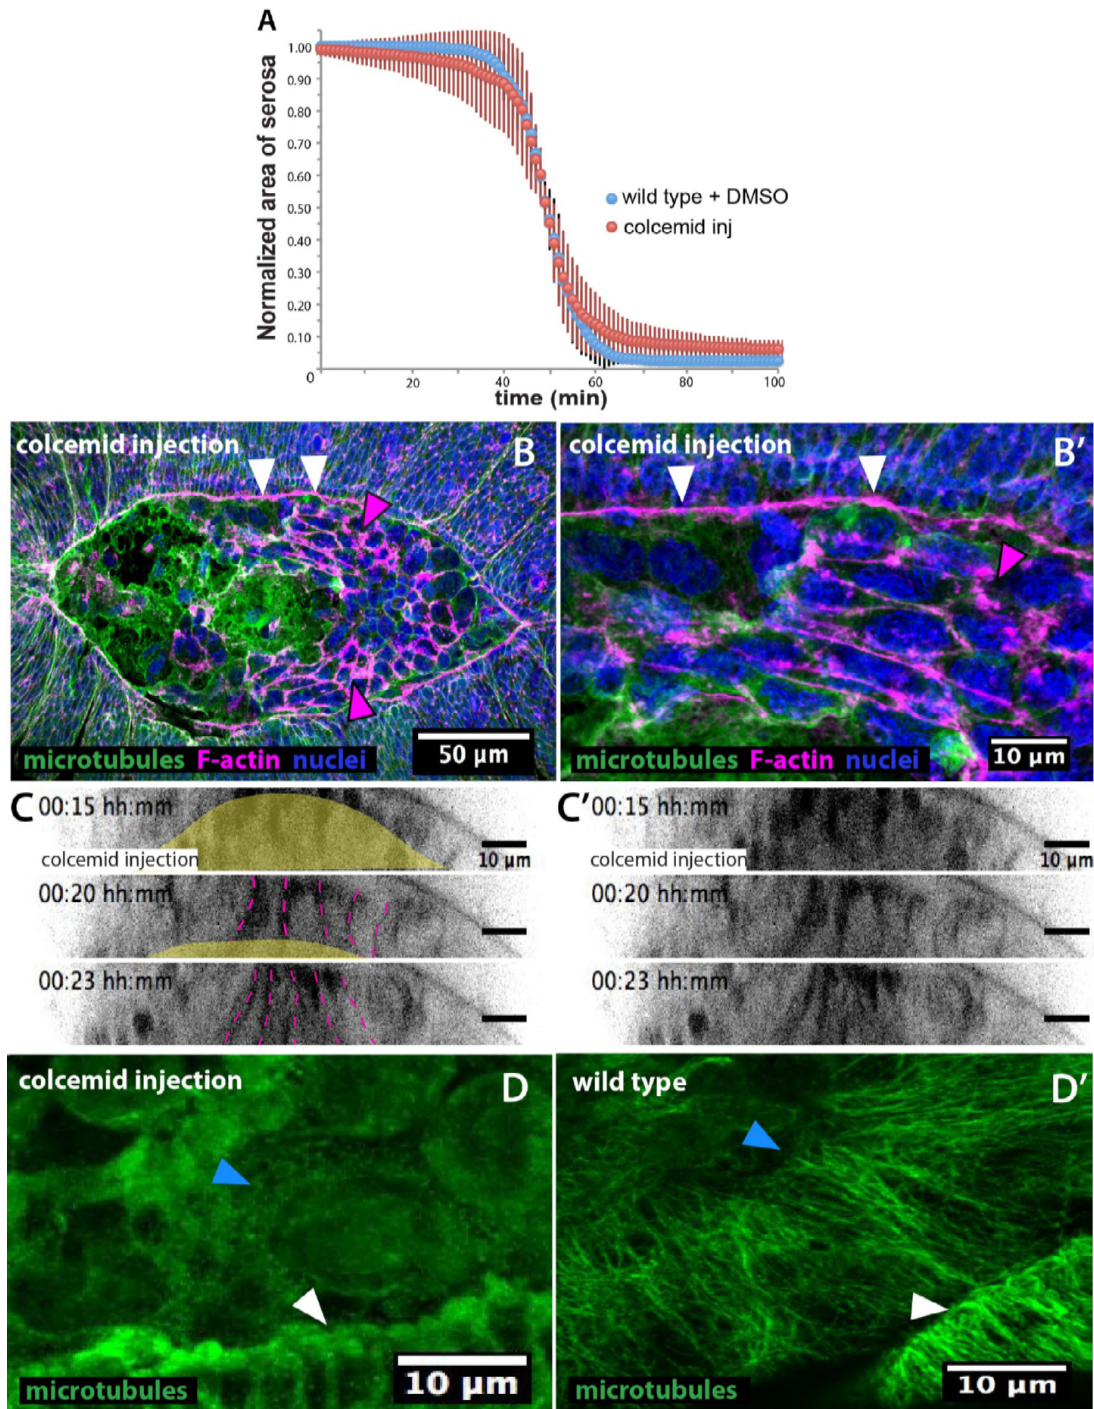 A
Normalized area of serosa
1.00
0.90
0.80
0.70
0.60
0.50
0.40
0.30
0.20
0.10
0
20
40
60
80
100
time (min)
wild type + DMSO
colcemid inj
colcemid injection
B
microtubules F-actin nuclei
50 μm
colcemid injection
B'
microtubules F-actin nuclei
10 μm
C
00:15 hh:mm
colcemid injection
10 μm
00:20 hh:mm
00:23 hh:mm
C'
00:15 hh:mm
colcemid injection
10 μm
00:20 hh:mm
00:23 hh:mm
colcemid injection
D
microtubules
10 μm
wild type
D'
microtubules
10 μm